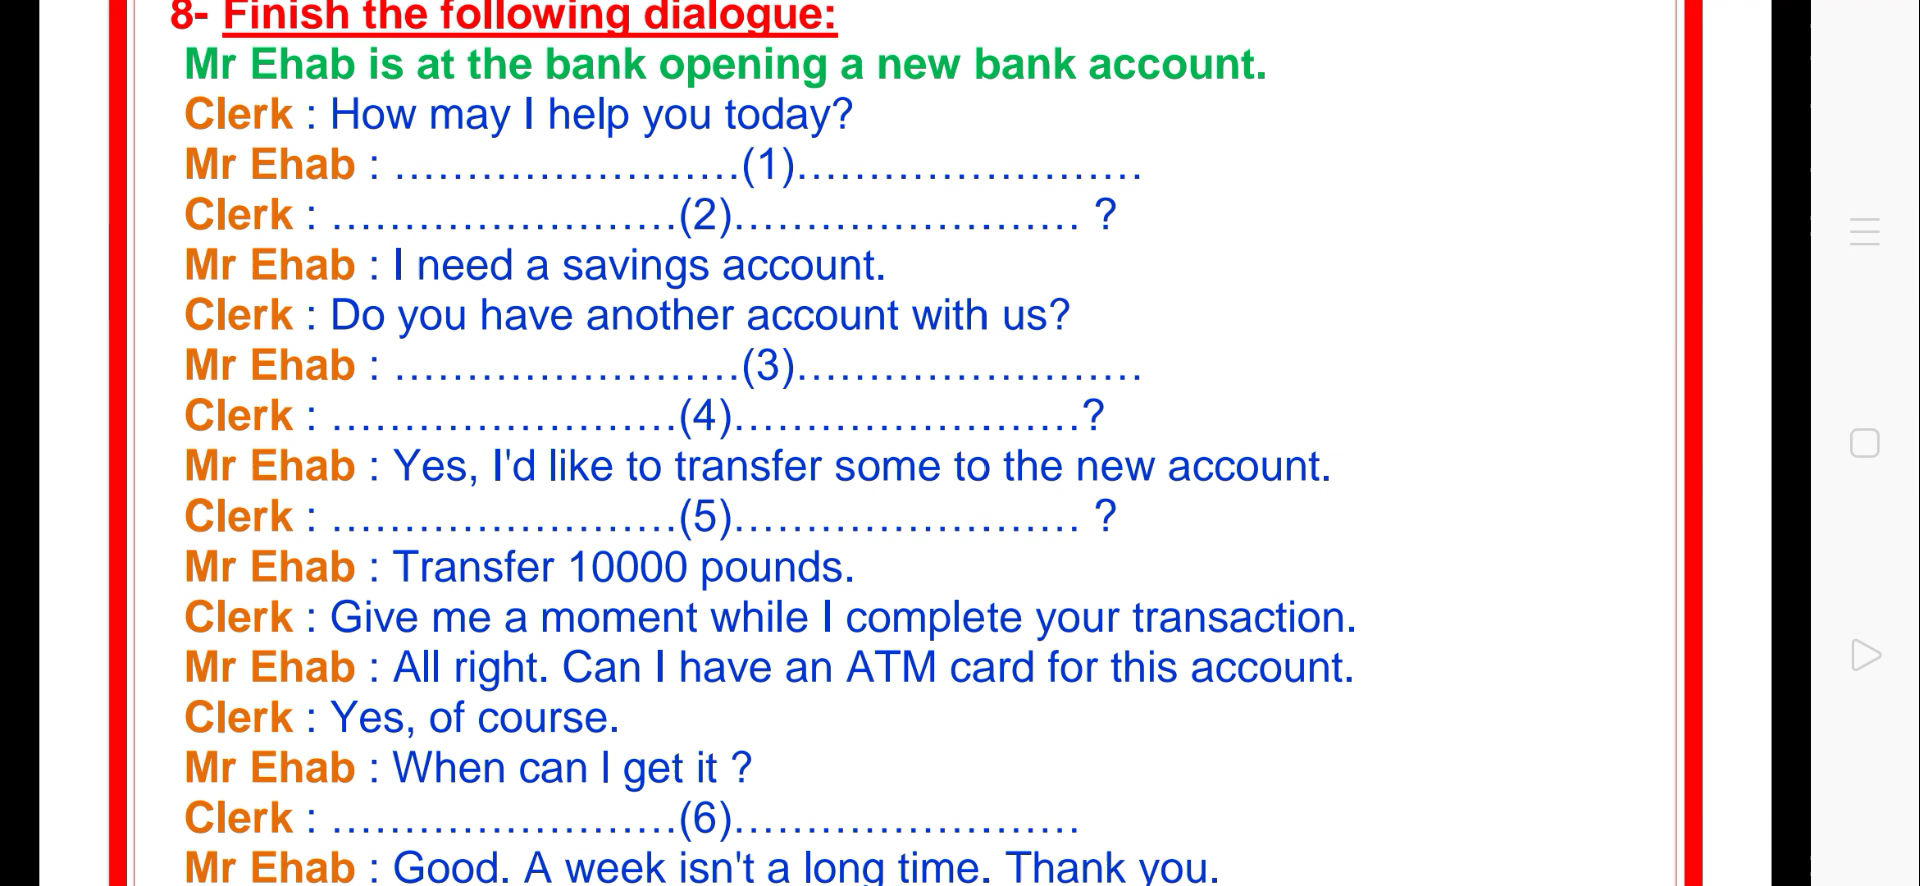 8- Finish the following dialogue:
Mr Ehab is at the bank opening a new bank account.
Clerk : How may I help you today?
Mr Ehab : ........................(1)........................
Clerk : ........................(2)........................ ?
Mr Ehab : I need a savings account.
Clerk : Do you have another account with us?
Mr Ehab : ........................(3)........................
Clerk : ........................(4)........................?
Mr Ehab : Yes, I'd like to transfer some to the new account.
Clerk : ........................(5)........................ ?
Mr Ehab : Transfer 10000 pounds.
Clerk : Give me a moment while I complete your transaction.
Mr Ehab : All right. Can I have an ATM card for this account.
Clerk : Yes, of course.
Mr Ehab : When can I get it ?
Clerk : ........................(6)........................
Mr Ehab : Good. A week isn't a long time. Thank you.